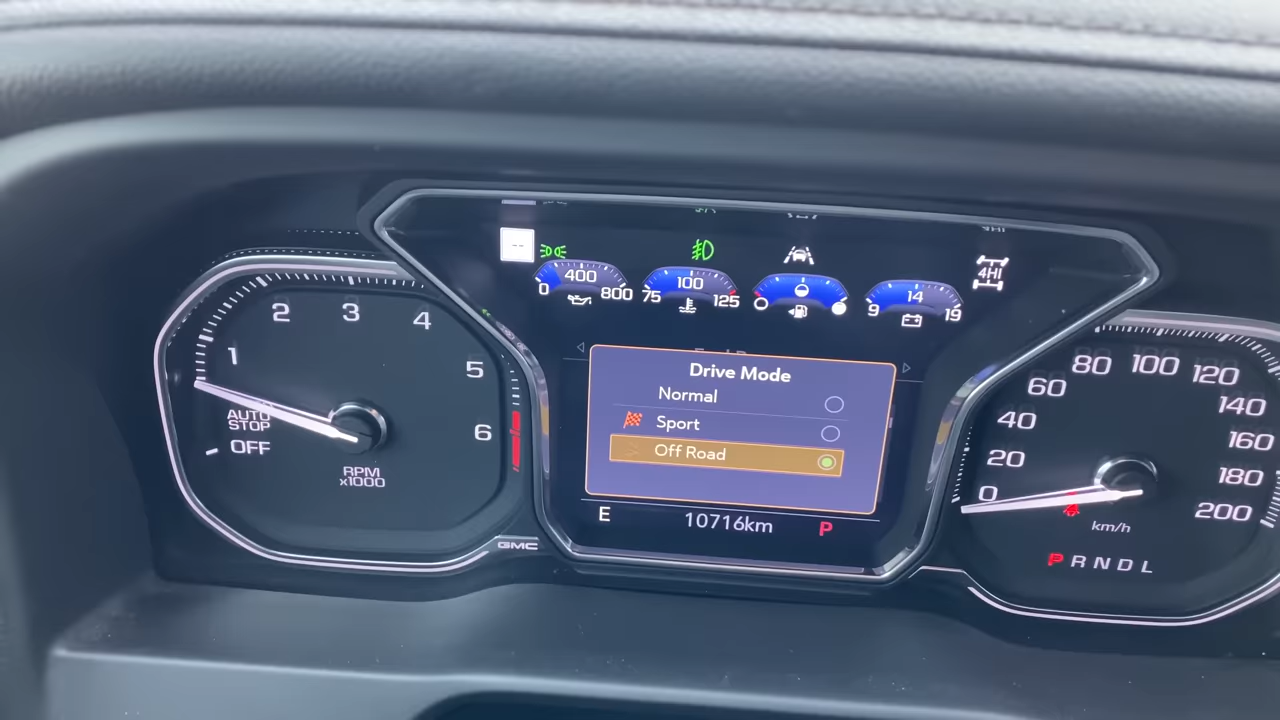 --
400
0 800
100
75 125
14
9 19
4HI
1 2 3 4 5 6
AUTO
STOP
OFF
RPM
x1000
GMC
Drive Mode
Normal
Sport
Off Road
E 10716km P
0 20 40 60 80 100 120 140 160 180 200
km/h
P R N D L